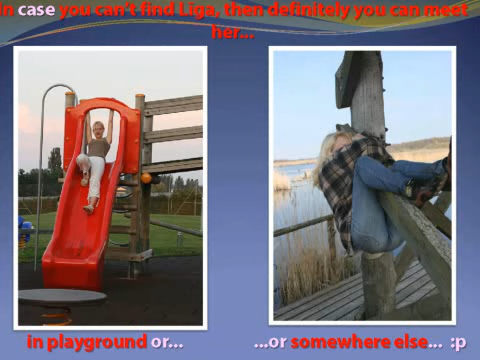 In case you can't find Liga, then definitely you can meet
her...
in playground or...
...or somewhere else... :p